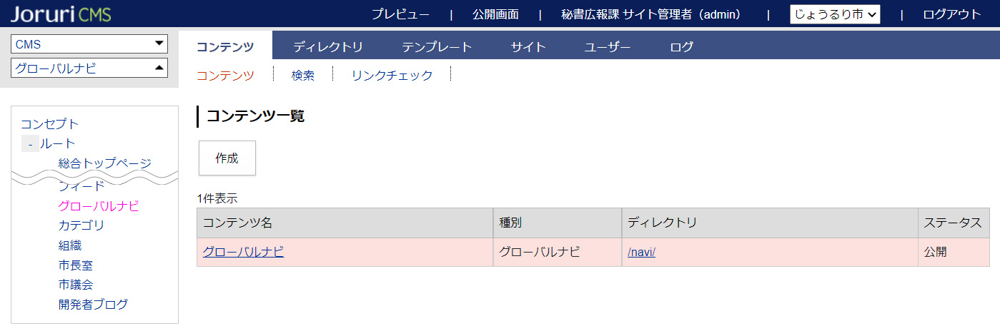 Joruri CMS プレビュー | 公開画面 | 秘書広報課 サイト管理者（admin） | じょうるり市 | ログアウト
CMS
グローバルナビ
コンテンツ ディレクトリ テンプレート サイト ユーザー ログ
コンテンツ 検索 リンクチェック
コンセプト
- ルート
総合トップページ
フィード
グローバルナビ
カテゴリ
組織
市長室
市議会
開発者ブログ
コンテンツ一覧
作成
1件表示
コンテンツ名 種別 ディレクトリ ステータス
グローバルナビ グローバルナビ /navi/ 公開